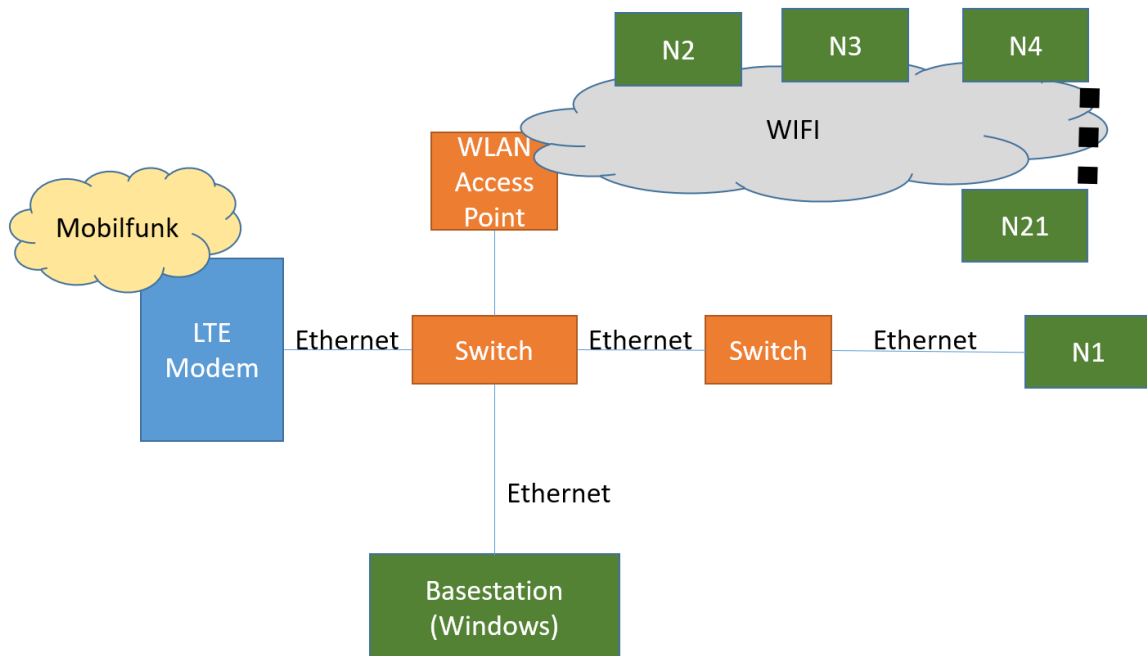 N2
N3
N4
WIFI
WLAN
Access
Point
Mobilfunk
N21
LTE
Modem
Ethernet
Switch
Ethernet
Switch
Ethernet
N1
Ethernet
Basestation
(Windows)